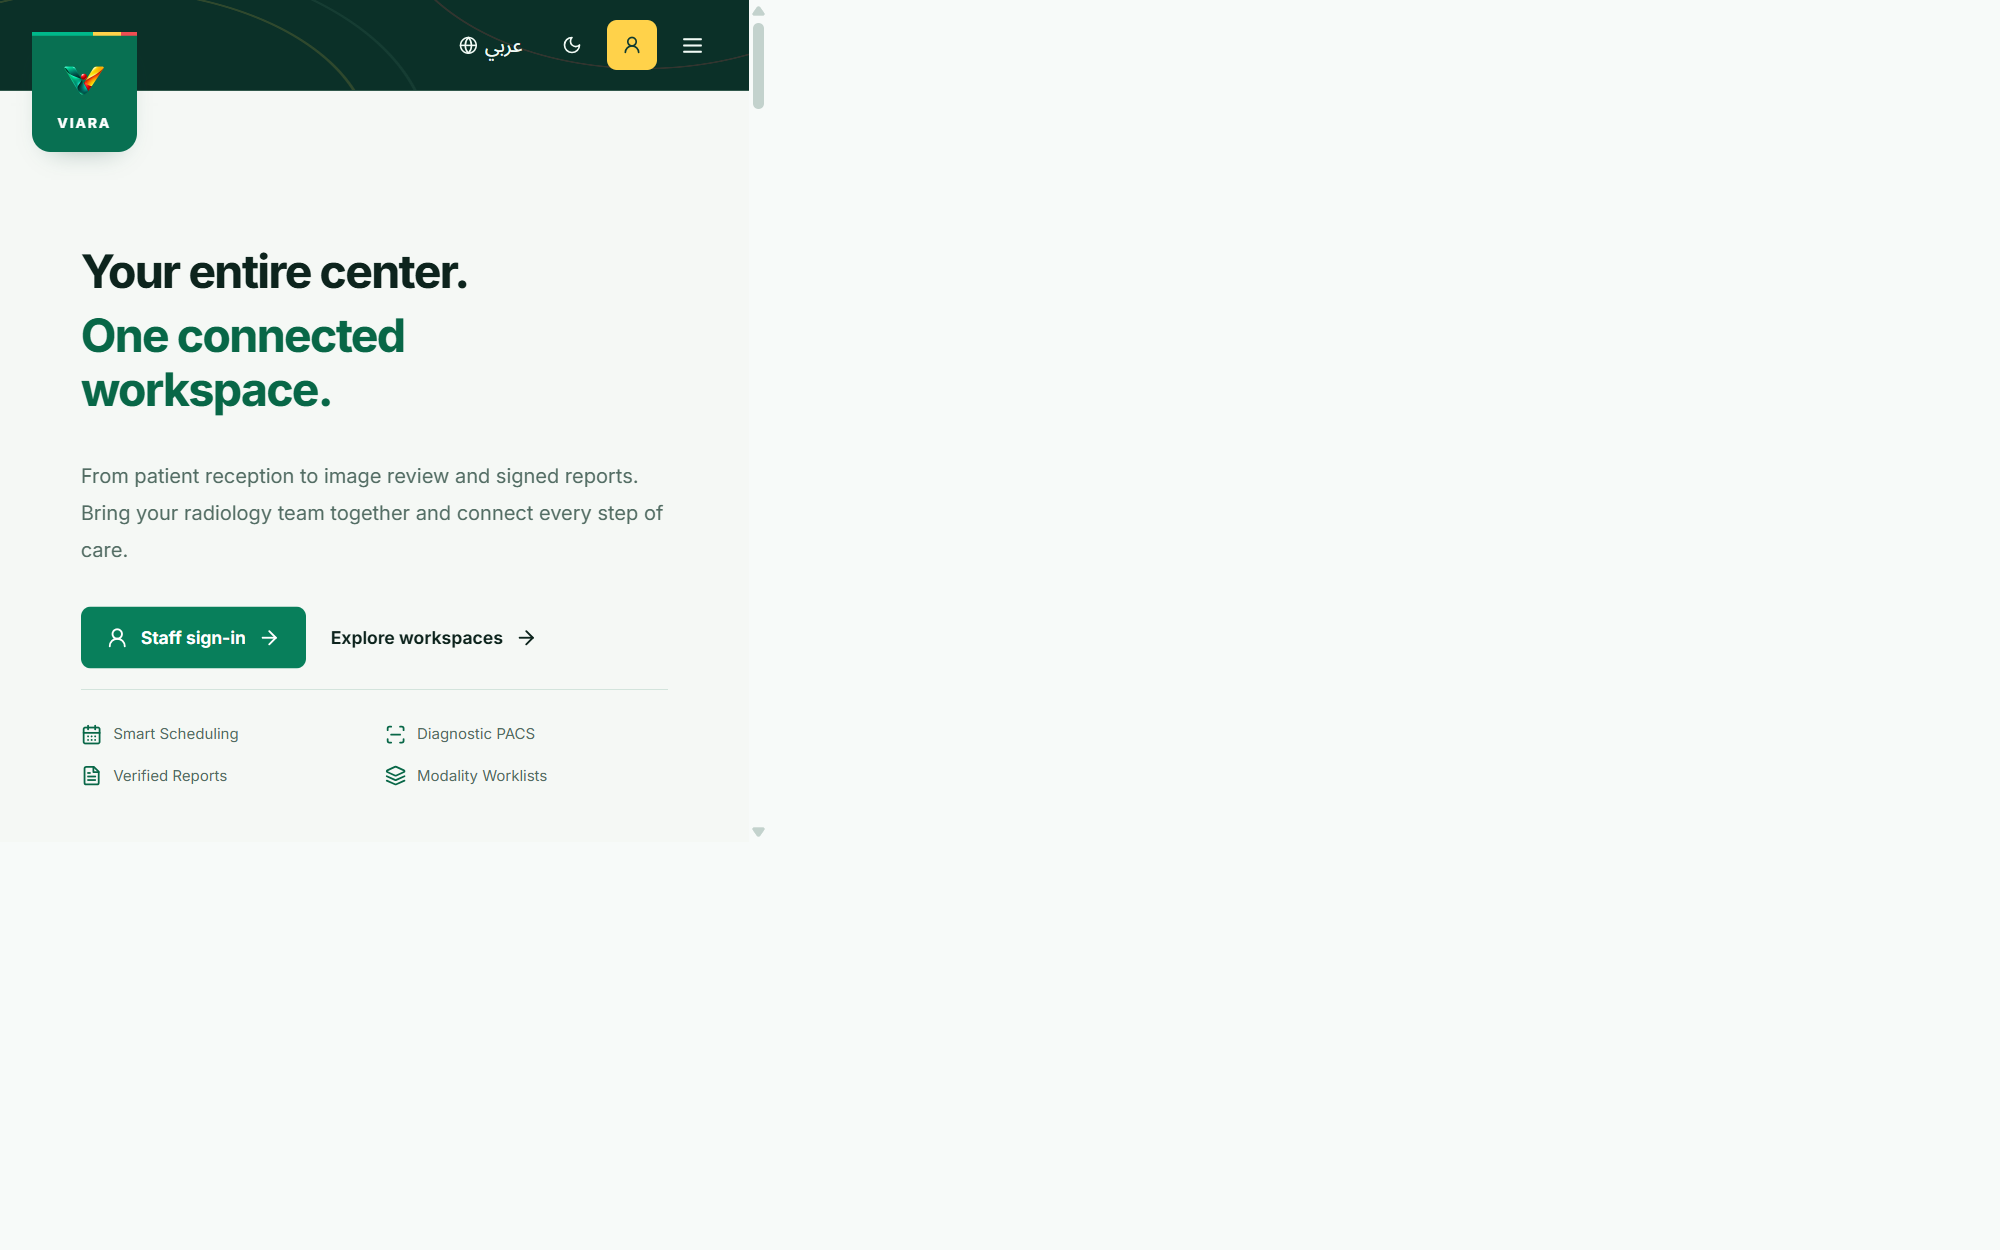 عربي
VIARA
Your entire center.
One connected
workspace.
From patient reception to image review and signed reports.
Bring your radiology team together and connect every step of
care.
Staff sign-in
Explore workspaces
Smart Scheduling
Diagnostic PACS
Verified Reports
Modality Worklists